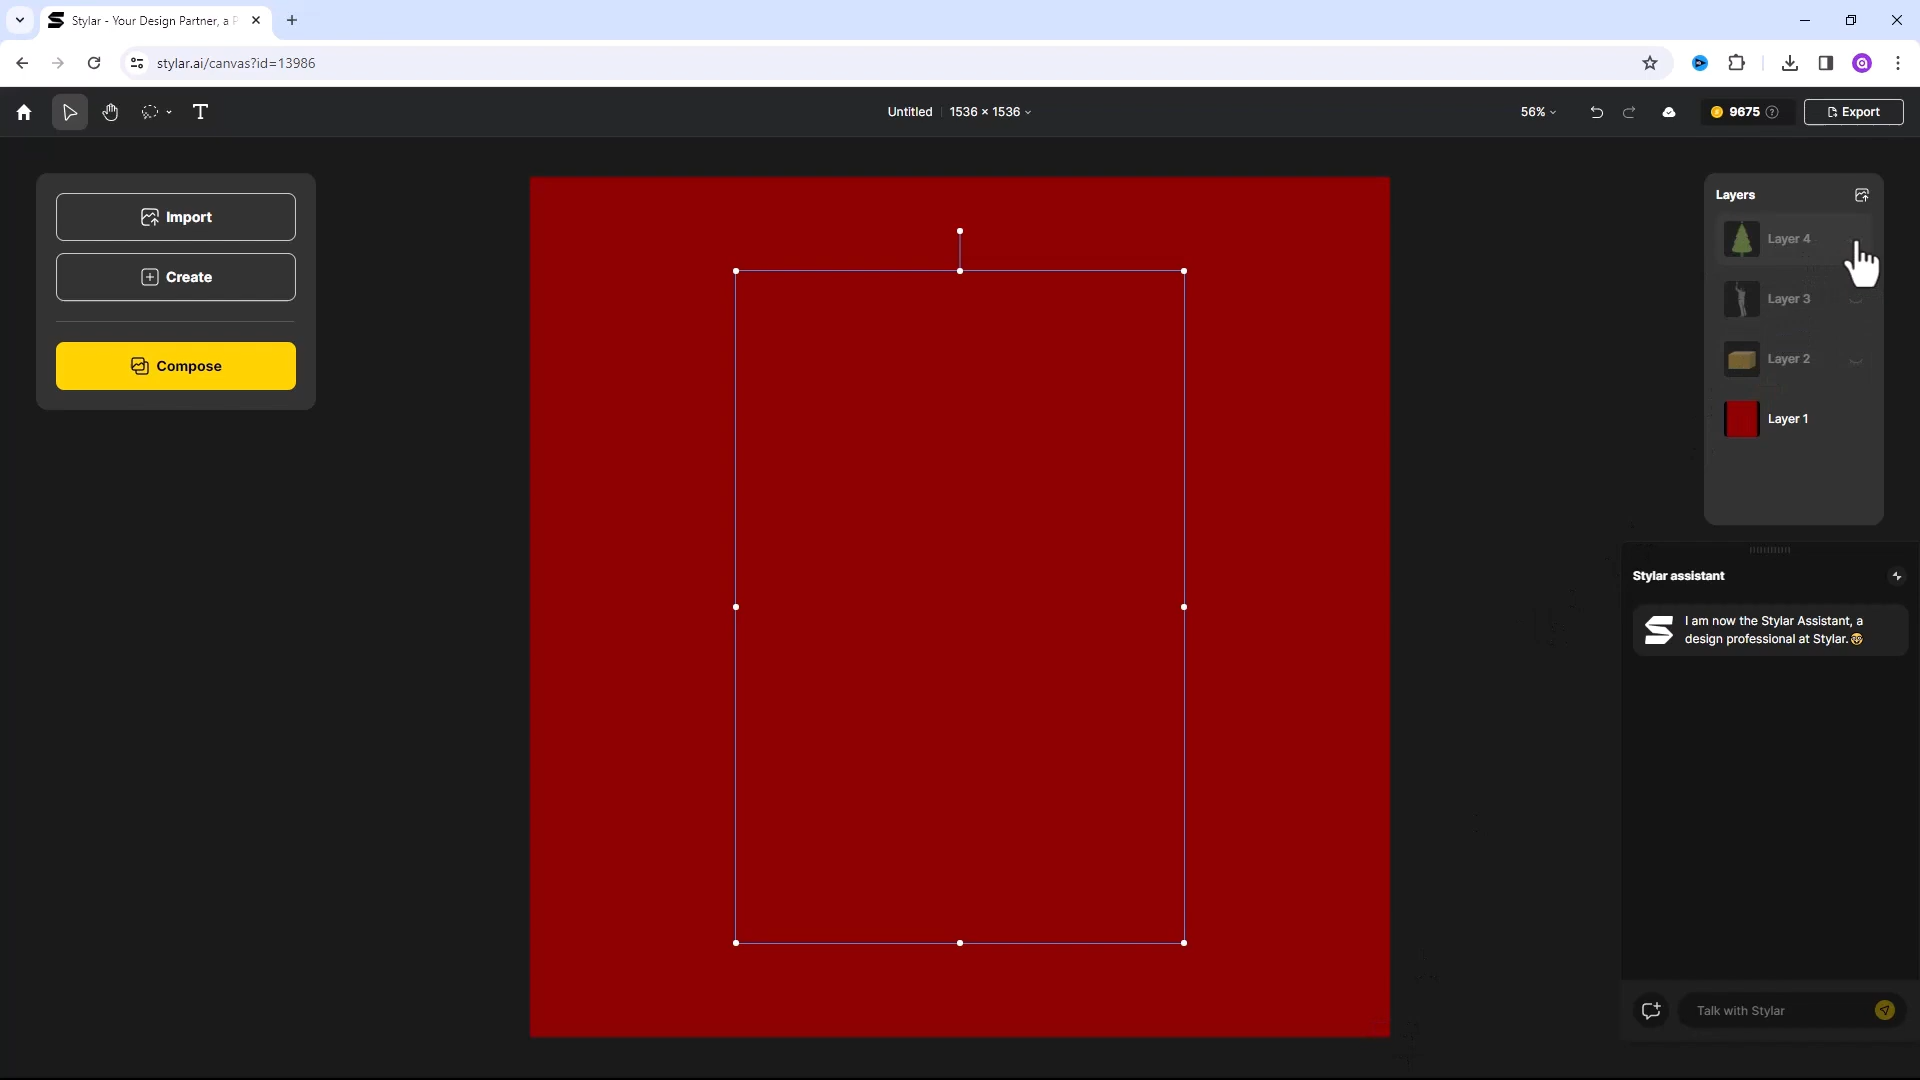 Stylar - Your Design Partner, a P
stylar.ai/canvas?id=13986
Untitled 1536 × 1536
56%
9675
Export
Import
Create
Compose
Layers
Layer 4
Layer 3
Layer 2
Layer 1
Stylar assistant
I am now the Stylar Assistant, a
design professional at Stylar.
Talk with Stylar